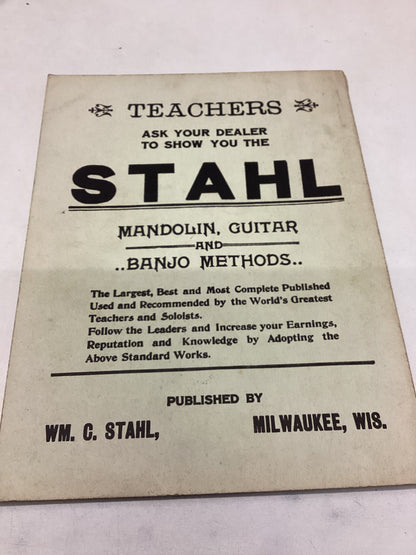 TEACHERS
ASK YOUR DEALER
TO SHOW YOU THE
STAHL
MANDOLIN, GUITAR
AND
..BANJO METHODS..
The Largest, Best and Most Complete Published
Used and Recommended by the World's Greatest
Teachers and Soloists.
Follow the Leaders and Increase your Earnings,
Reputation and Knowledge by Adopting the
Above Standard Works.
PUBLISHED BY
WM. C. STAHL, MILWAUKEE, WIS.